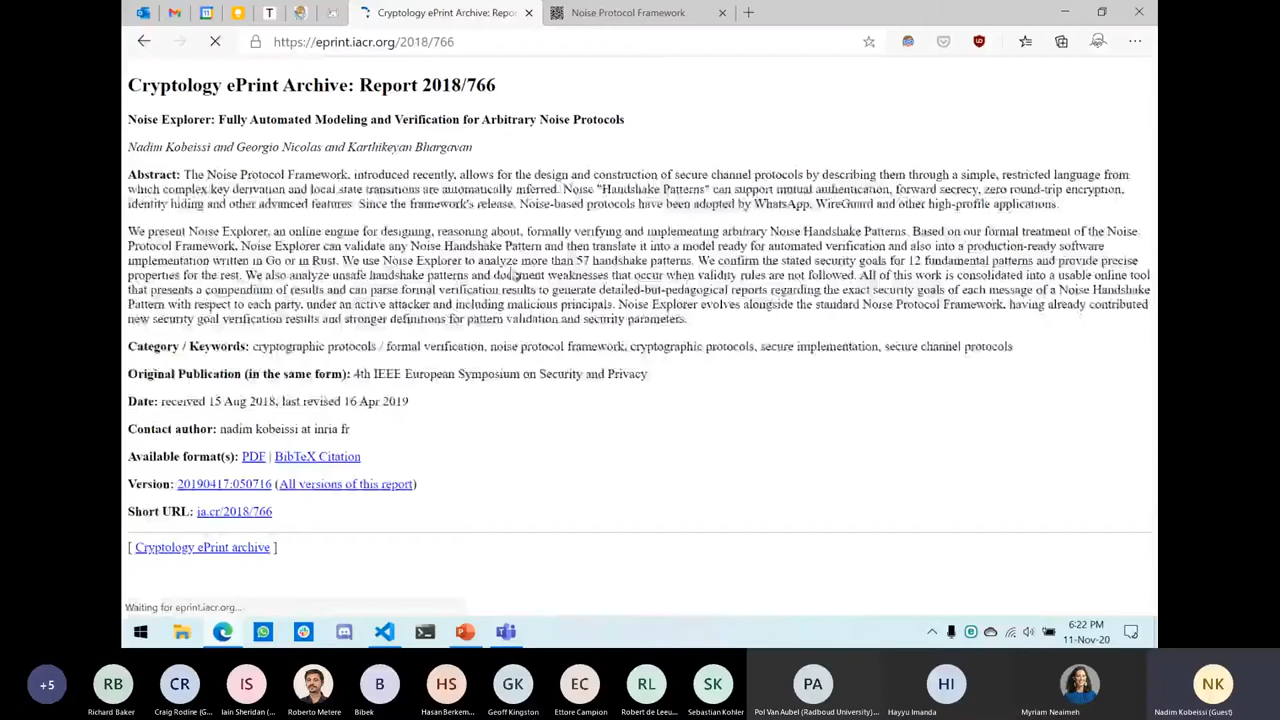 Cryptology ePrint Archive: Repor
Noise Protocol Framework
https://eprint.iacr.org/2018/766
Cryptology ePrint Archive: Report 2018/766
Noise Explorer: Fully Automated Modeling and Verification for Arbitrary Noise Protocols
Nadim Kobeissi and Georgio Nicolas and Karthikeyan Bhargavan
Abstract: The Noise Protocol Framework, introduced recently, allows for the design and construction of secure channel protocols by describing them through a simple, restricted language from
which complex key derivation and local state transitions are automatically inferred. Noise "Handshake Patterns" can support mutual authentication, forward secrecy, zero round-trip encryption,
identity hiding and other advanced features. Since the framework's release, Noise-based protocols have been adopted by WhatsApp, WireGuard and other high-profile applications.
We present Noise Explorer, an online engine for designing, reasoning about, formally verifying and implementing arbitrary Noise Handshake Patterns. Based on our formal treatment of the Noise
Protocol Framework, Noise Explorer can validate any Noise Handshake Pattern and then translate it into a model ready for automated verification and also into a production-ready software
implementation written in Go or in Rust. We use Noise Explorer to analyze more than 57 handshake patterns. We confirm the stated security goals for 12 fundamental patterns and provide precise
properties for the rest. We also analyze unsafe handshake patterns and document weaknesses that occur when validity rules are not followed. All of this work is consolidated into a usable online tool
that presents a compendium of results and can parse formal verification results to generate detailed-but-pedagogical reports regarding the exact security goals of each message of a Noise Handshake
Pattern with respect to each party, under an active attacker and including malicious principals. Noise Explorer evolves alongside the standard Noise Protocol Framework, having already contributed
new security goal verification results and stronger definitions for pattern validation and security parameters.
Category / Keywords: cryptographic protocols / formal verification, noise protocol framework, cryptographic protocols, secure implementation, secure channel protocols
Original Publication (in the same form): 4th IEEE European Symposium on Security and Privacy
Date: received 15 Aug 2018, last revised 16 Apr 2019
Contact author: nadim kobeissi at inria fr
Available format(s): PDF | BibTeX Citation
Version: 20190417:050716 (All versions of this report)
Short URL: ia.cr/2018/766
[ Cryptology ePrint archive ]
Waiting for eprint.iacr.org...
6:22 PM
11-Nov-20
+5
RB
CR
IS
B
HS
GK
EC
RL
SK
PA
HI
NK
Richard Baker
Craig Rodine (G...
Iain Sheridan (...
Roberto Metere
Bibek
Hasan Berkem...
Geoff Kingston
Ettore Campion
Robert de Leeu...
Sebastian Kohler
Pol Van Aubel (Radboud University)...
Hayyu Imanda
Myriam Neaimeh
Nadim Kobeissi (Guest)